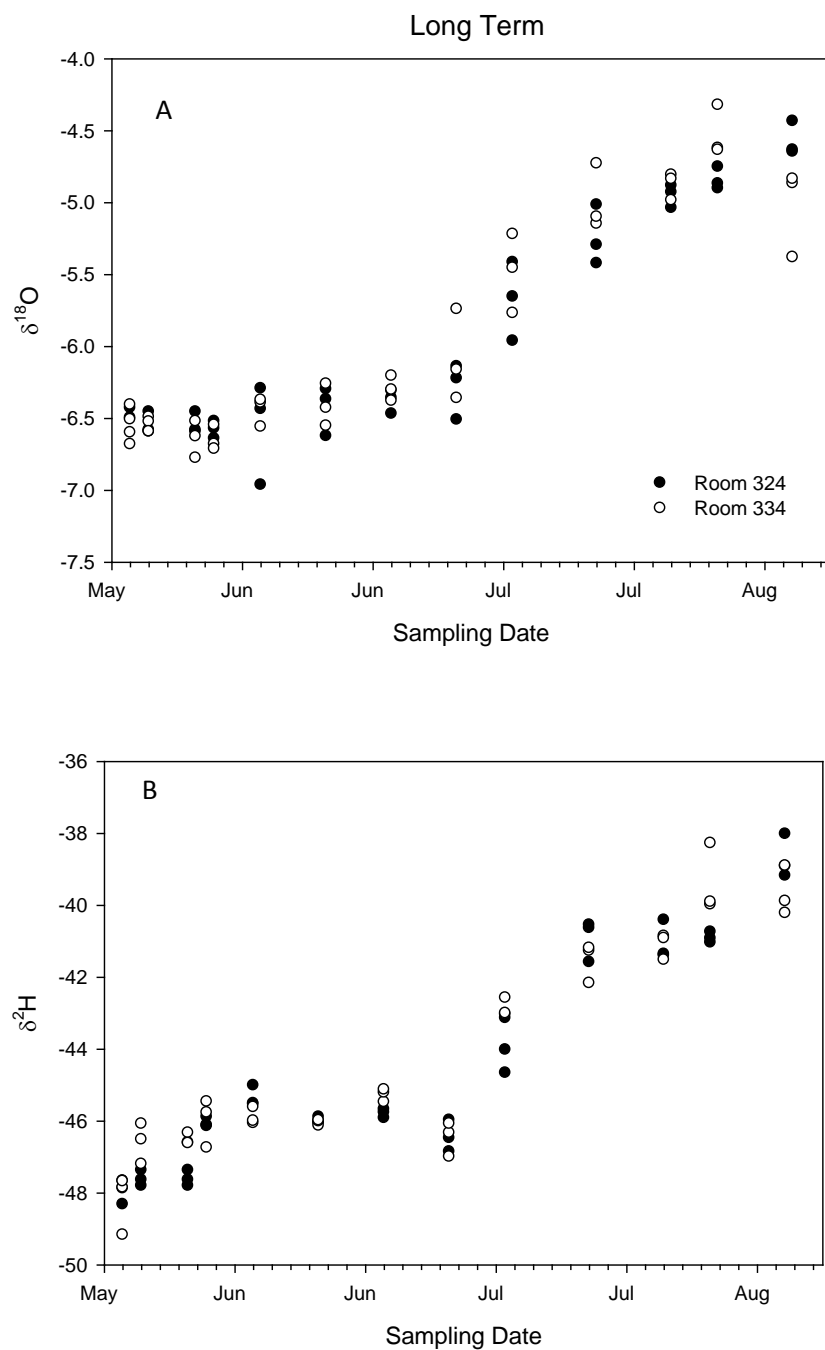 Long Term
-4.0
A
-4.5
-5.0
-5.5
δ18O
-6.0
-6.5
-7.0
Room 324
Room 334
-7.5
May Jun Jun Jul Jul Aug
Sampling Date
-36
B
-38
-40
-42
δ2H
-44
-46
-48
-50
May Jun Jun Jul Jul Aug
Sampling Date